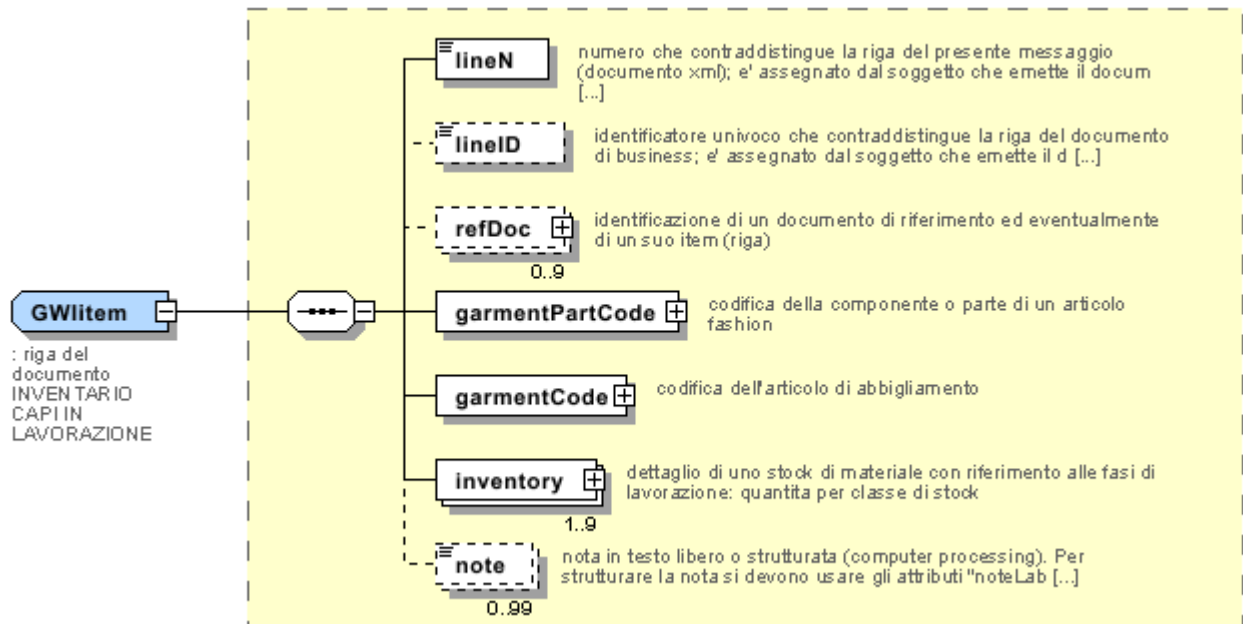 lineN
numero che contraddistingue la riga del presente messaggio
(documento xml); e' assegnato dal soggetto che emette il docum
[...]
lineID
identificatore univoco che contraddistingue la riga del documento
di business; e' assegnato dal soggetto che emette il d [...]
refDoc
identificazione di un documento di riferimento ed eventualmente
di un suo item (riga)
0..9
GWIitem
: riga del
documento
INVENTARIO
CAPI IN
LAVORAZIONE
garmentPartCode
codifica della componente o parte di un articolo
fashion
garmentCode
codifica dell'articolo di abbigliamento
inventory
dettaglio di uno stock di materiale con riferimento alle fasi di
lavorazione: quantita per classe di stock
1..9
note
nota in testo libero o strutturata (computer processing). Per
strutturare la nota si devono usare gli attributi "noteLab [...]
0..99